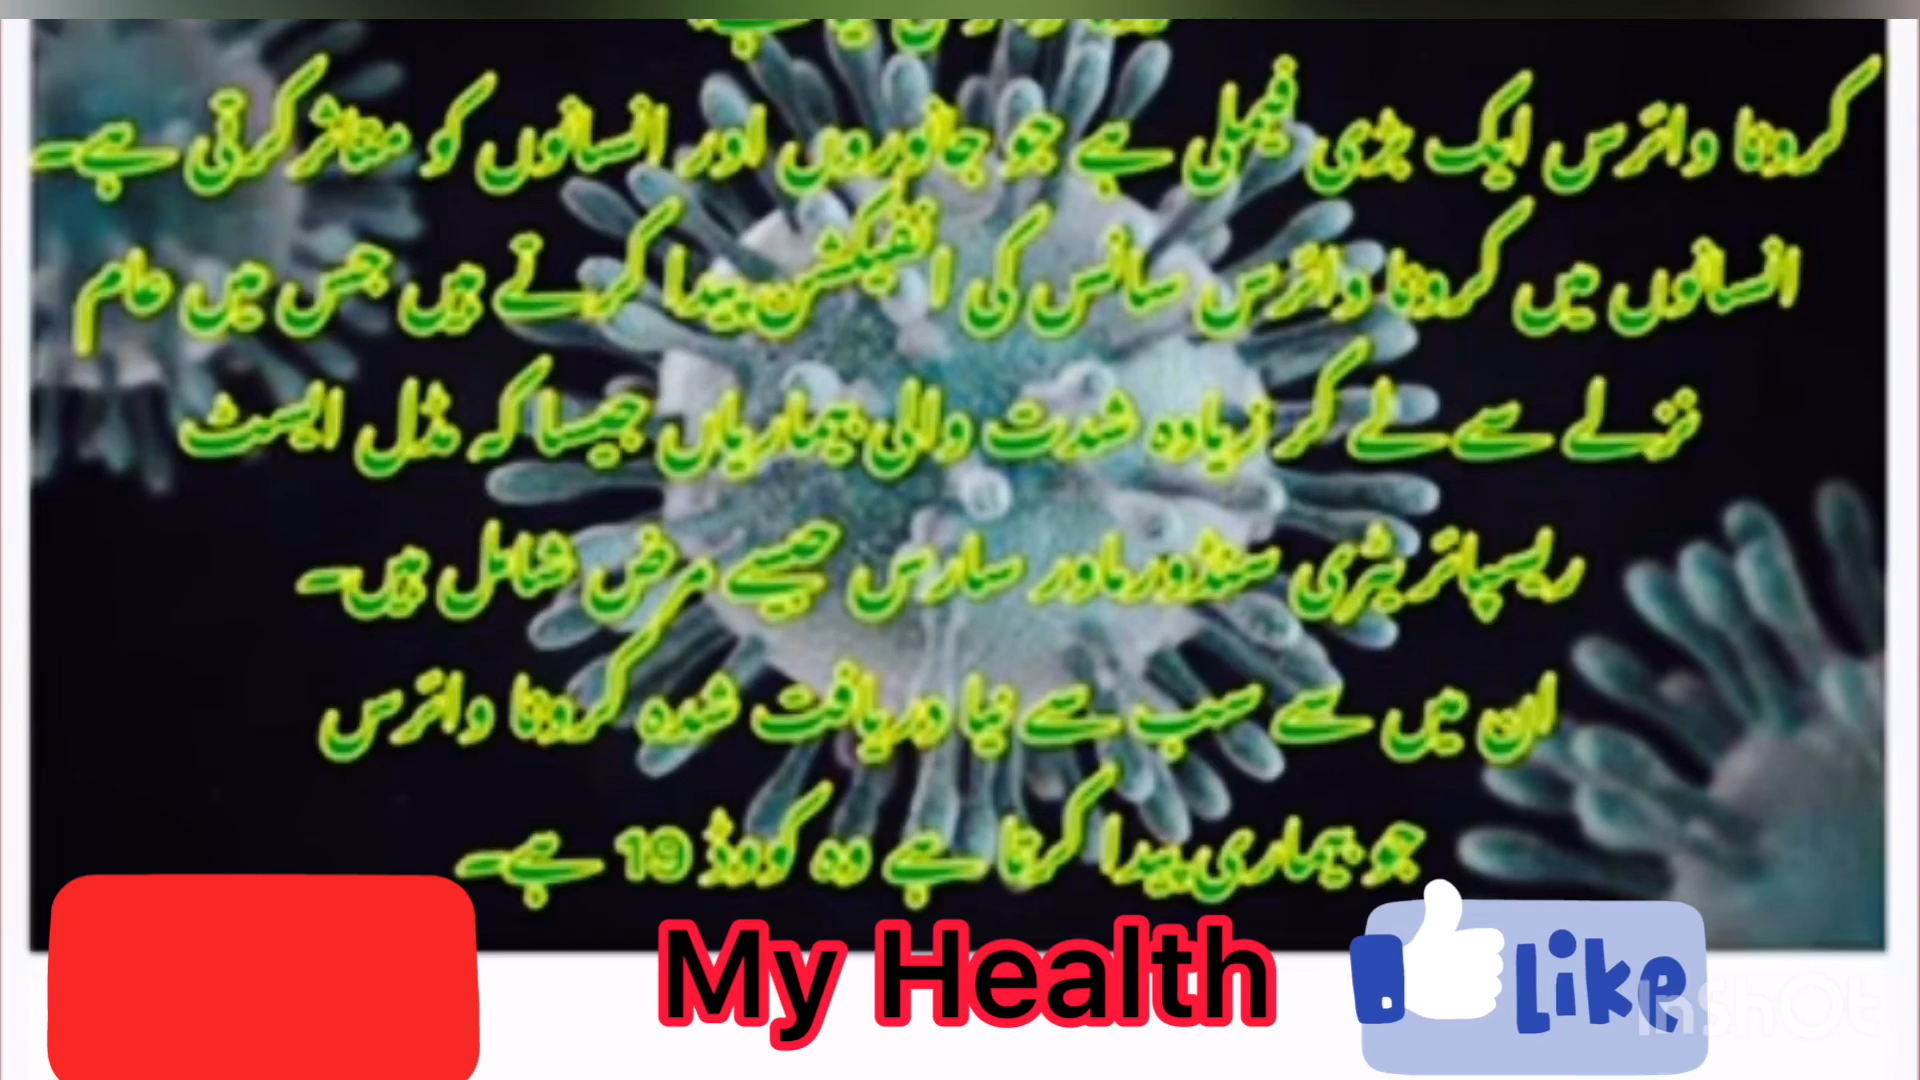 کرونا وائرس ایک بڑی فیملی ہے جو جانوروں اور انسانوں کو متاثر کرتی ہے۔
انسانوں میں کرونا وائرس سانس کی انفیکشن پیدا کرتے ہیں جس میں عام
نزلے سے لے کر زیادہ شدت والی بیماریاں جیسا کہ مڈل ایسٹ
ریسپائریٹری سنڈورم اور سارس جیسے مرض شامل ہیں۔
ان میں سے سب سے نیا دریافت شدہ کرونا وائرس
جو بیماری پیدا کرتا ہے وہ کووڈ 19 ہے۔
My Health
Like
InShOt